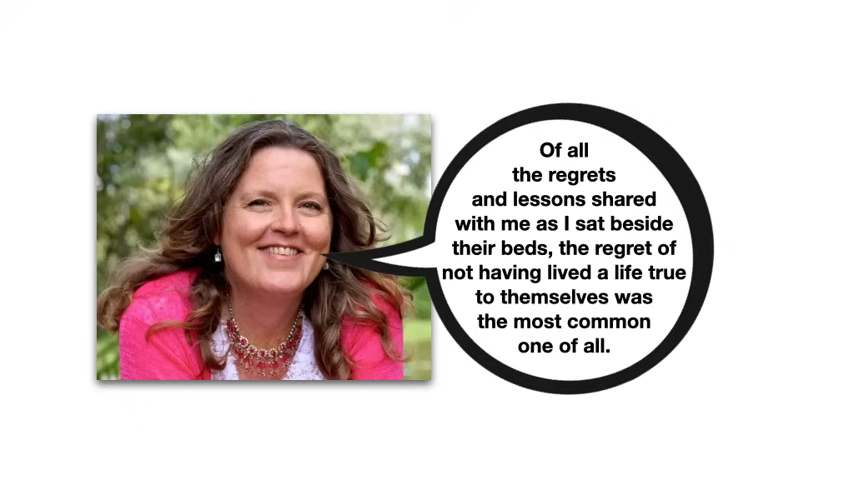 Of all
the regrets
and lessons shared
with me as I sat beside
their beds, the regret of
not having lived a life true
to themselves was
the most common
one of all.